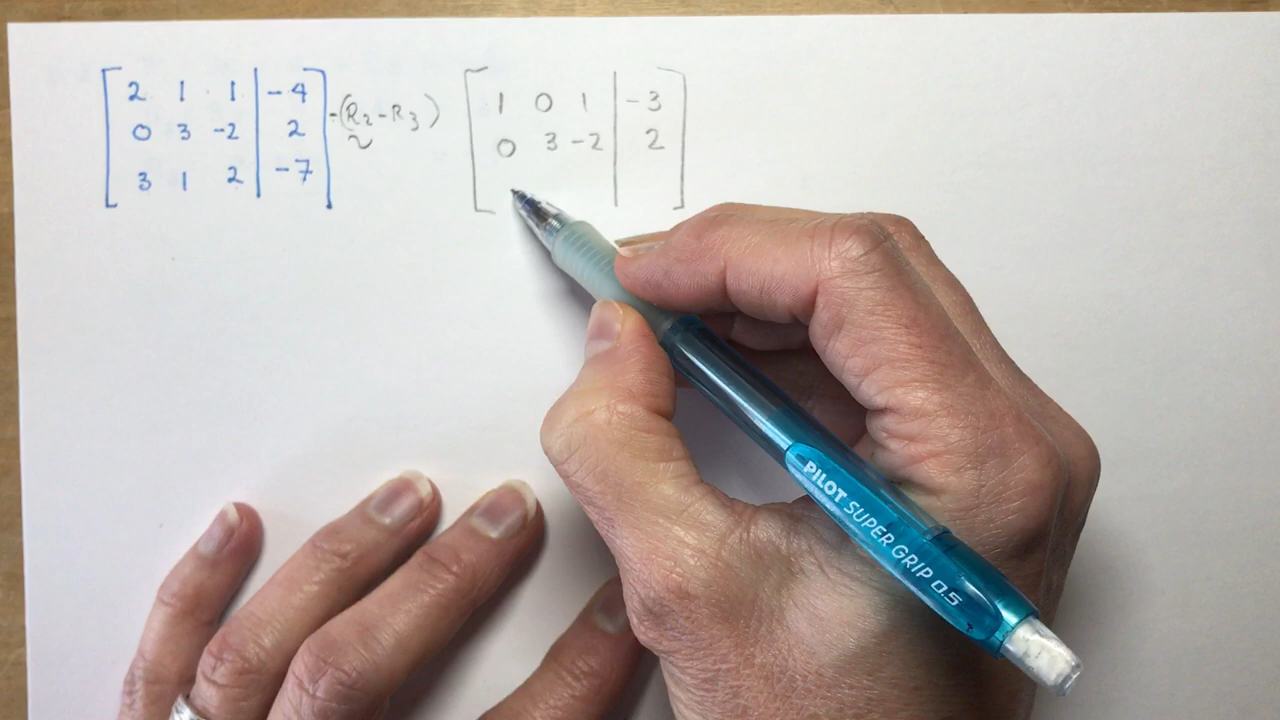 2 1 1 | -4 -(R2-R3) 1 0 1 | -3
0 3 -2 | 2 ~ 0 3 -2 | 2
3 1 2 | -7
PILOT SUPER GRIP 0.5